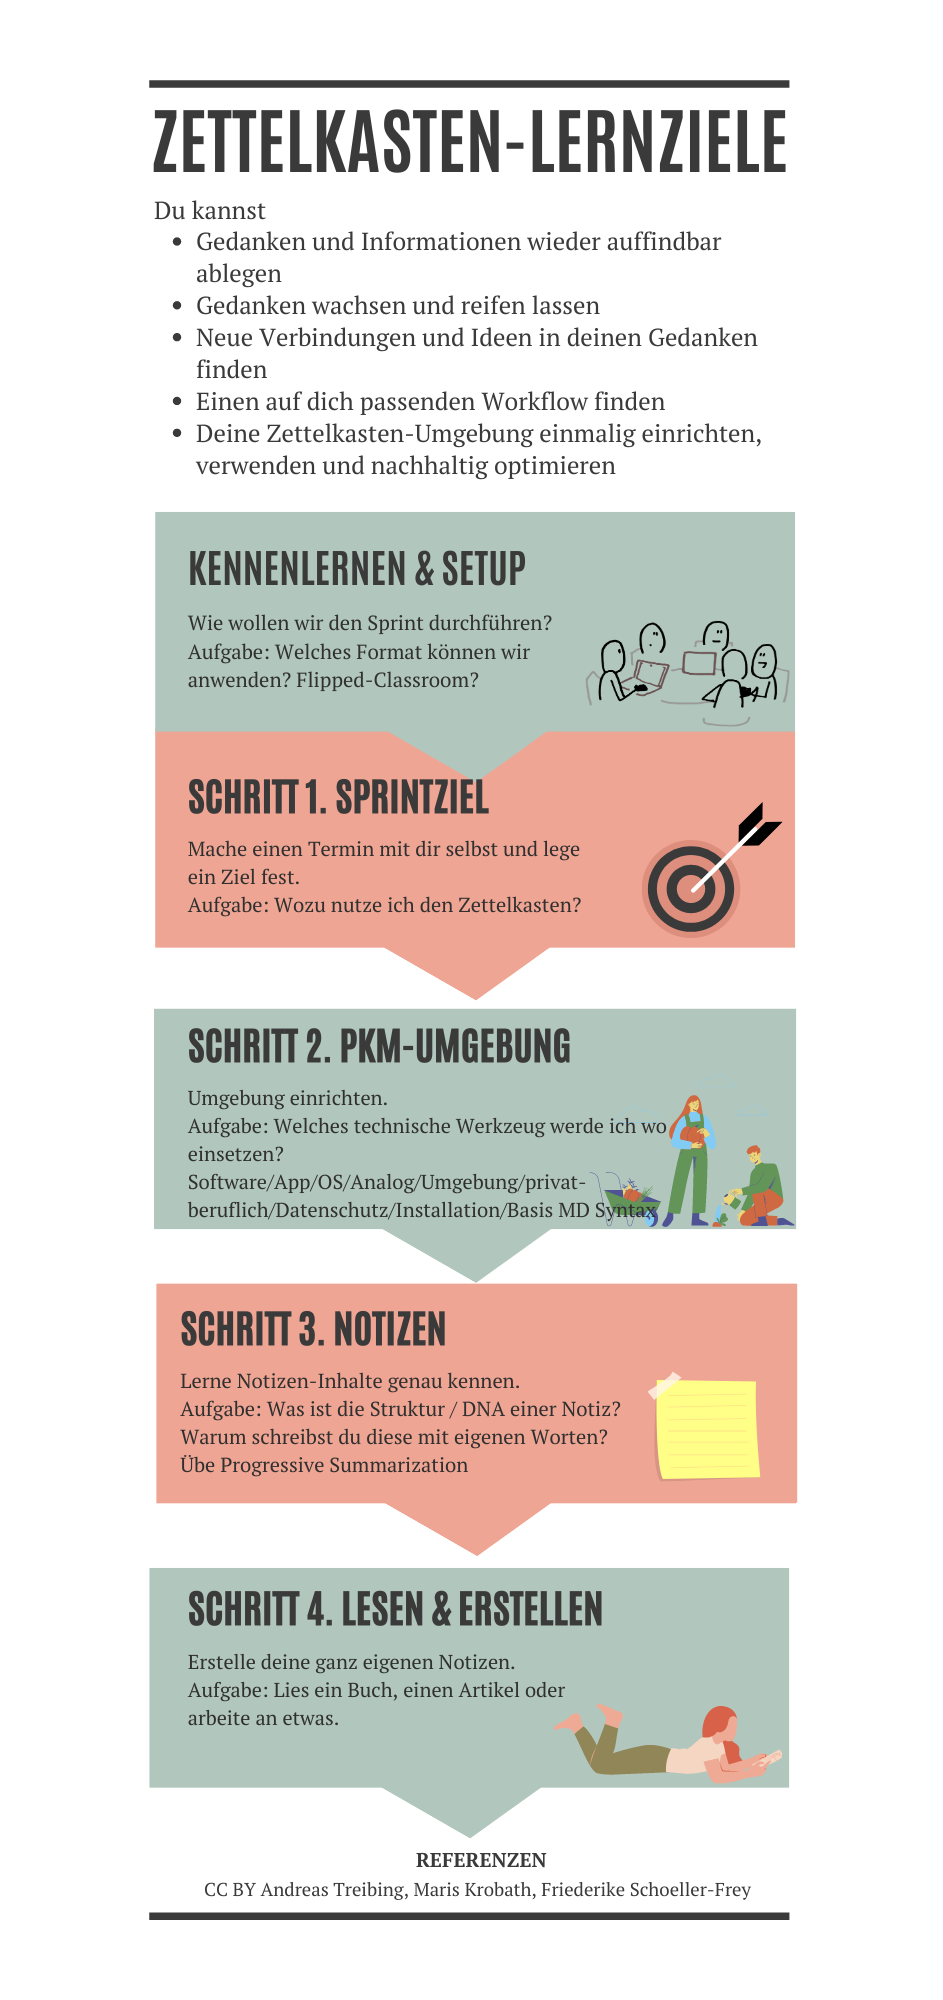 ZETTELKASTEN-LERNZIELE
Du kannst
• Gedanken und Informationen wieder auffindbar
ablegen
• Gedanken wachsen und reifen lassen
• Neue Verbindungen und Ideen in deinen Gedanken
finden
• Einen auf dich passenden Workflow finden
• Deine Zettelkasten-Umgebung einmalig einrichten,
verwenden und nachhaltig optimieren
KENNENLERNEN & SETUP
Wie wollen wir den Sprint durchführen?
Aufgabe: Welches Format können wir
anwenden? Flipped-Classroom?
SCHRITT 1. SPRINTZIEL
Mache einen Termin mit dir selbst und lege
ein Ziel fest.
Aufgabe: Wozu nutze ich den Zettelkasten?
SCHRITT 2. PKM-UMGEBUNG
Umgebung einrichten.
Aufgabe: Welches technische Werkzeug werde ich wo
einsetzen?
Software/App/OS/Analog/Umgebung/privat-
beruflich/Datenschutz/Installation/Basis MD Syntax
SCHRITT 3. NOTIZEN
Lerne Notizen-Inhalte genau kennen.
Aufgabe: Was ist die Struktur / DNA einer Notiz?
Warum schreibst du diese mit eigenen Worten?
Übe Progressive Summarization
SCHRITT 4. LESEN & ERSTELLEN
Erstelle deine ganz eigenen Notizen.
Aufgabe: Lies ein Buch, einen Artikel oder
arbeite an etwas.
REFERENZEN
CC BY Andreas Treibing, Maris Krobath, Friederike Schoeller-Frey